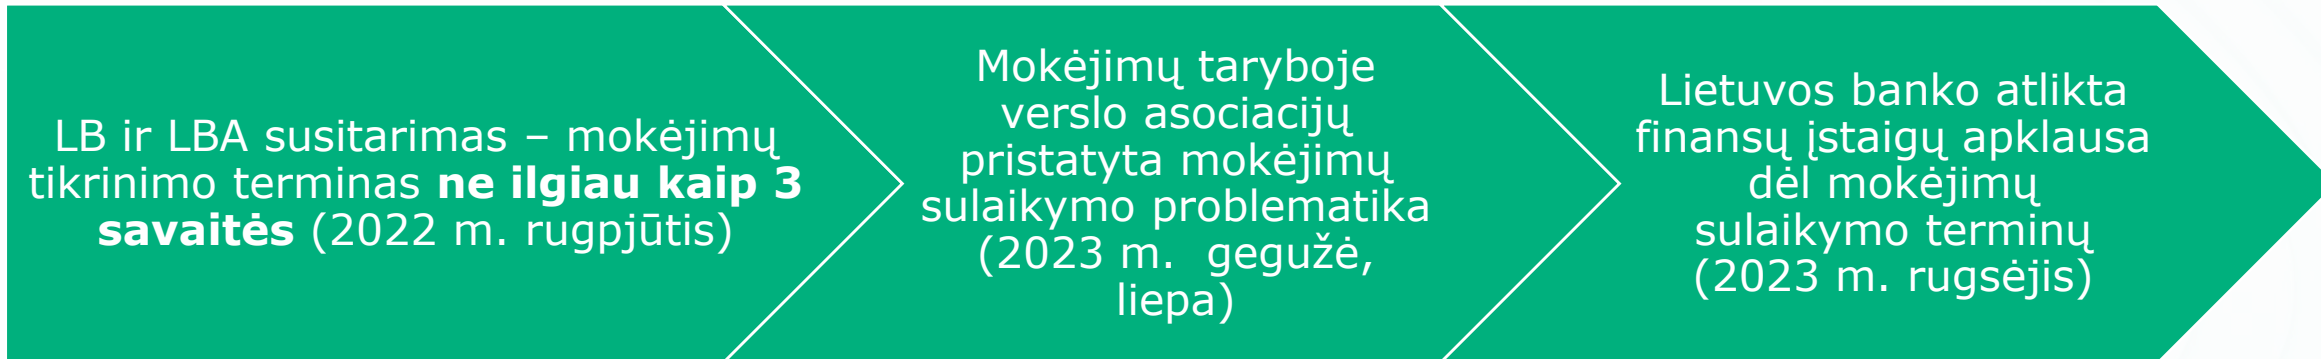 LB ir LBA susitarimas – mokėjimų
tikrinimo terminas ne ilgiau kaip 3
savaitės (2022 m. rugpjūtis)
Mokėjimų taryboje
verslo asociacijų
pristatyta mokėjimų
sulaikymo problematika
(2023 m.  gegužė,
liepa)
Lietuvos banko atlikta
finansų įstaigų apklausa
dėl mokėjimų
sulaikymo terminų
(2023 m. rugsėjis)